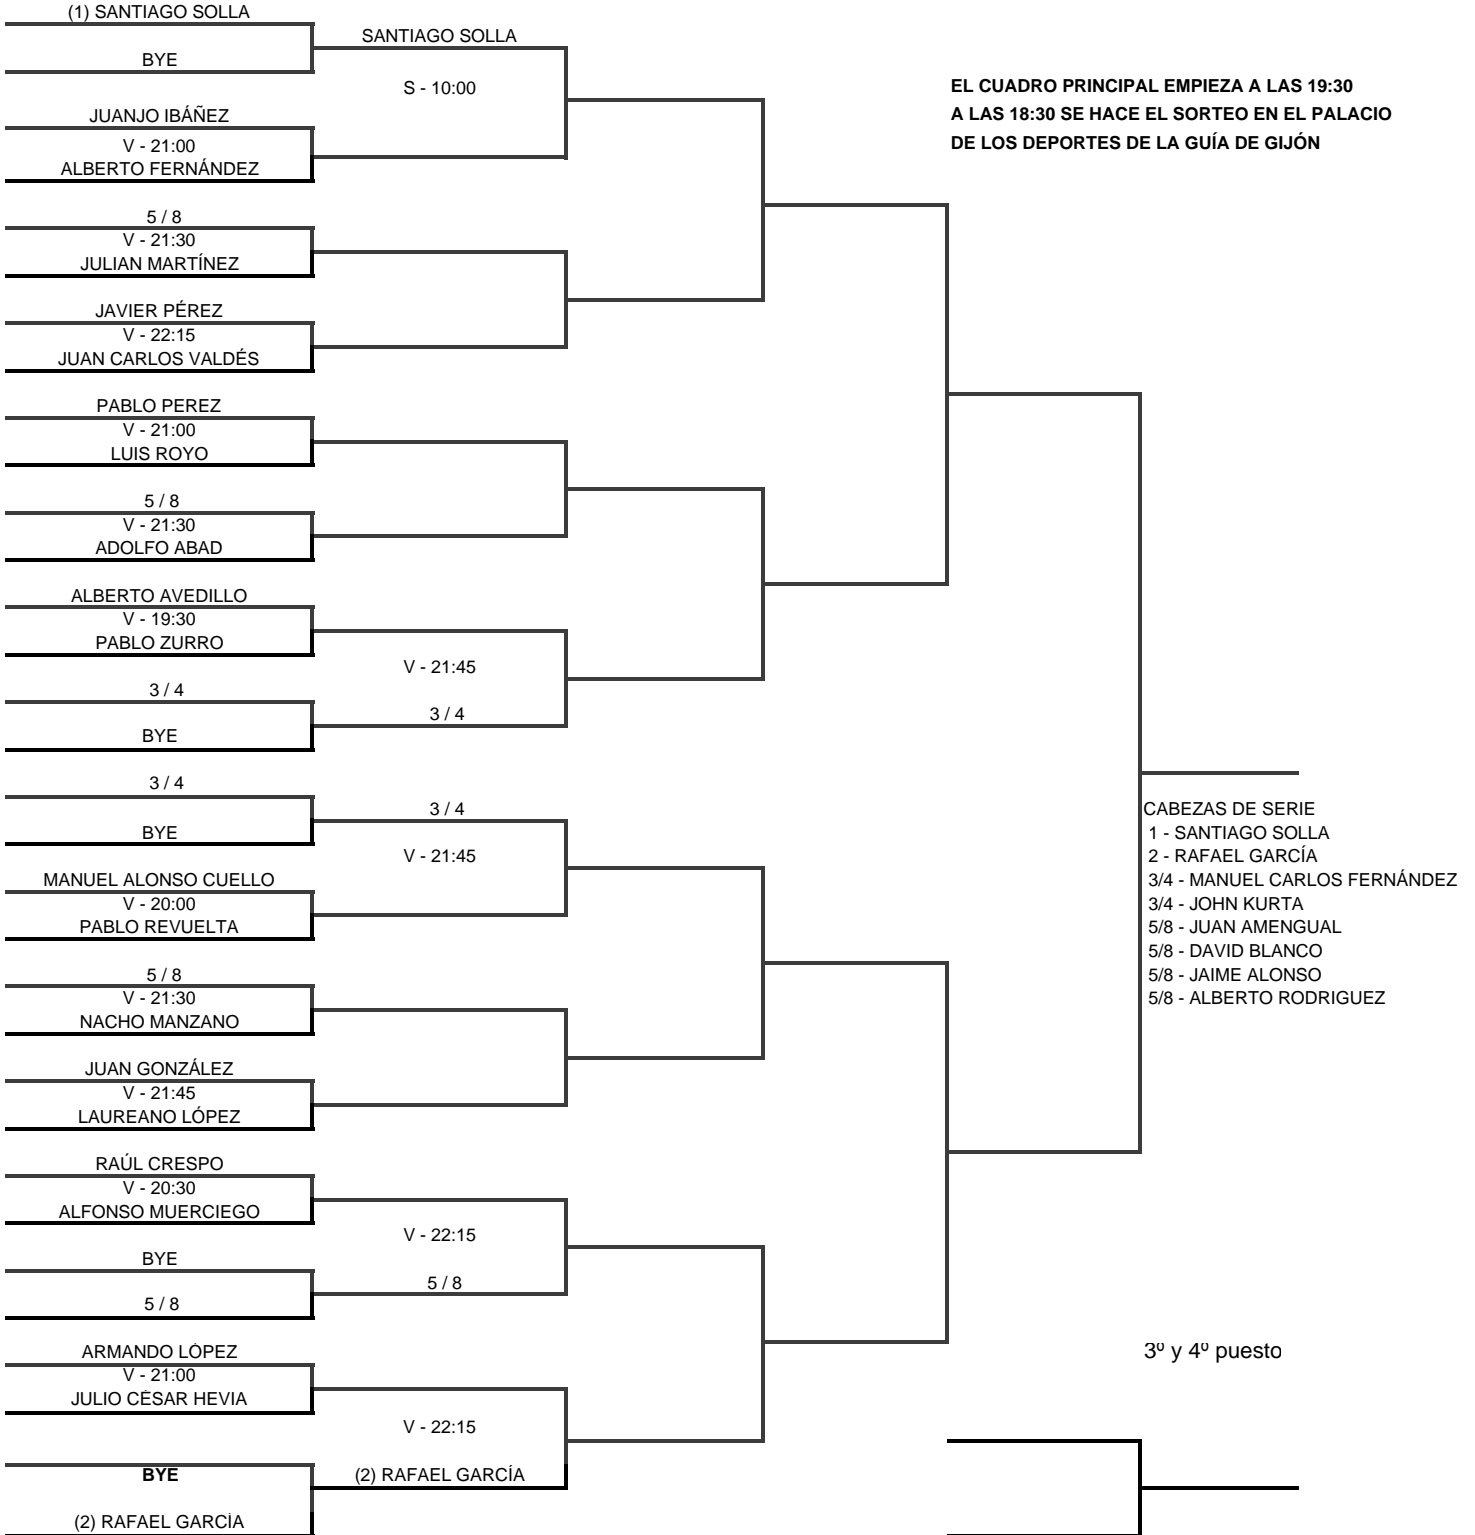 (1) SANTIAGO SOLLA
BYE
JUANJO IBÁÑEZ
V - 21:00
ALBERTO FERNÁNDEZ
5 / 8
V - 21:30
JULIAN MARTÍNEZ
JAVIER PÉREZ
V - 22:15
JUAN CARLOS VALDÉS
PABLO PEREZ
V - 21:00
LUIS ROYO
5 / 8
V - 21:30
ADOLFO ABAD
ALBERTO AVEDILLO
V - 19:30
PABLO ZURRO
3 / 4
BYE
3 / 4
BYE
MANUEL ALONSO CUELLO
V - 20:00
PABLO REVUELTA
5 / 8
V - 21:30
NACHO MANZANO
JUAN GONZÁLEZ
V - 21:45
LAUREANO LÓPEZ
RAÚL CRESPO
V - 20:30
ALFONSO MUERCIEGO
BYE
5 / 8
ARMANDO LÓPEZ
V - 21:00
JULIO CÉSAR HEVIA
BYE
(2) RAFAEL GARCÍA
SANTIAGO SOLLA
S - 10:00
V - 21:45
3 / 4
3 / 4
V - 21:45
V - 22:15
5 / 8
V - 22:15
(2) RAFAEL GARCÍA
EL CUADRO PRINCIPAL EMPIEZA A LAS 19:30
A LAS 18:30 SE HACE EL SORTEO EN EL PALACIO
DE LOS DEPORTES DE LA GUÍA DE GIJÓN
CABEZAS DE SERIE
1 - SANTIAGO SOLLA
2 - RAFAEL GARCÍA
3/4 - MANUEL CARLOS FERNÁNDEZ
3/4 - JOHN KURTA
5/8 - JUAN AMENGUAL
5/8 - DAVID BLANCO
5/8 - JAIME ALONSO
5/8 - ALBERTO RODRIGUEZ
3º y 4º puesto